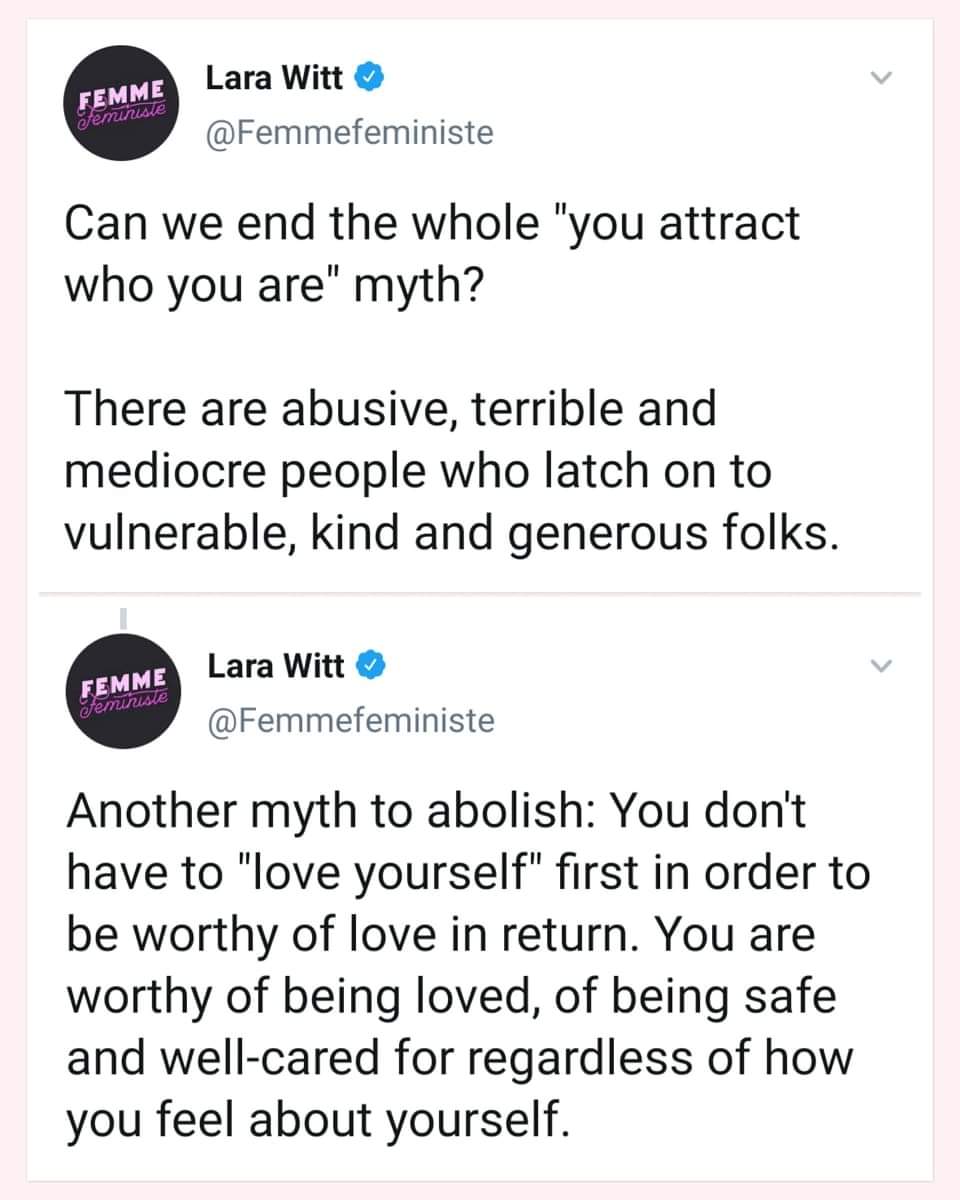 FEMME
feministe
Lara Witt
@Femmefeministe
Can we end the whole "you attract
who you are" myth?
There are abusive, terrible and
mediocre people who latch on to
vulnerable, kind and generous folks.
FEMME
feministe
Lara Witt
@Femmefeministe
Another myth to abolish: You don't
have to "love yourself" first in order to
be worthy of love in return. You are
worthy of being loved, of being safe
and well-cared for regardless of how
you feel about yourself.